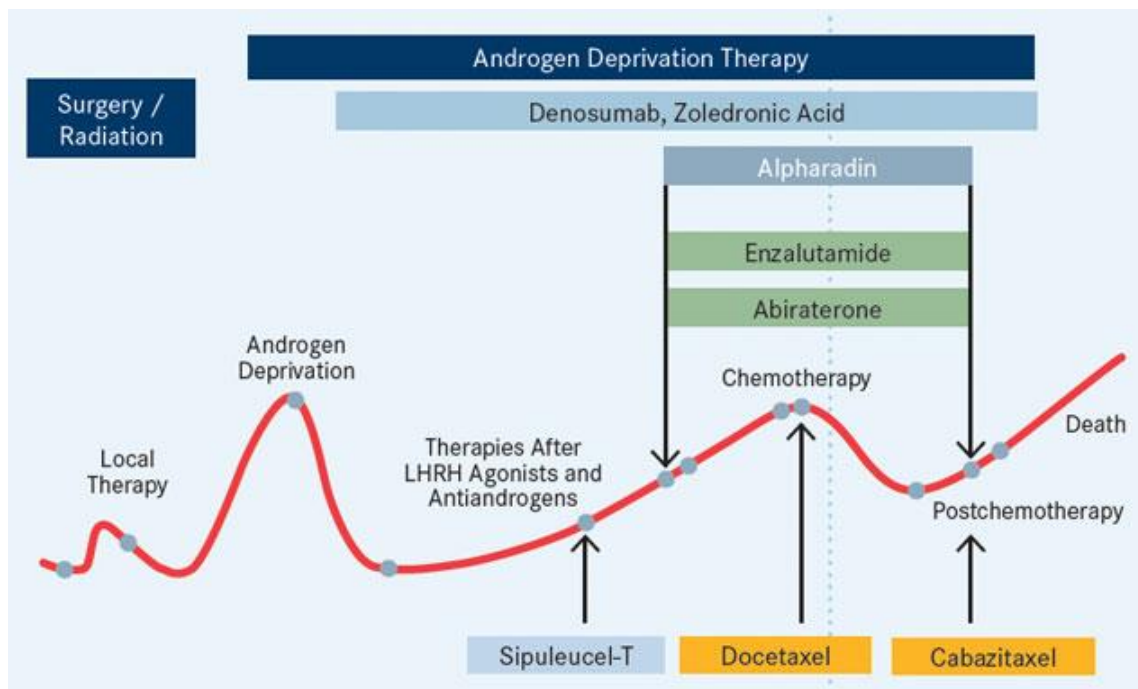 Androgen Deprivation Therapy
Surgery /
Radiation
Denosumab, Zoledronic Acid
Alpharadin
Enzalutamide
Abiraterone
Androgen
Deprivation
Chemotherapy
Death
Therapies After
LHRH Agonists and
Antiandrogens
Local
Therapy
Postchemotherapy
Sipuleucel-T
Docetaxel
Cabazitaxel